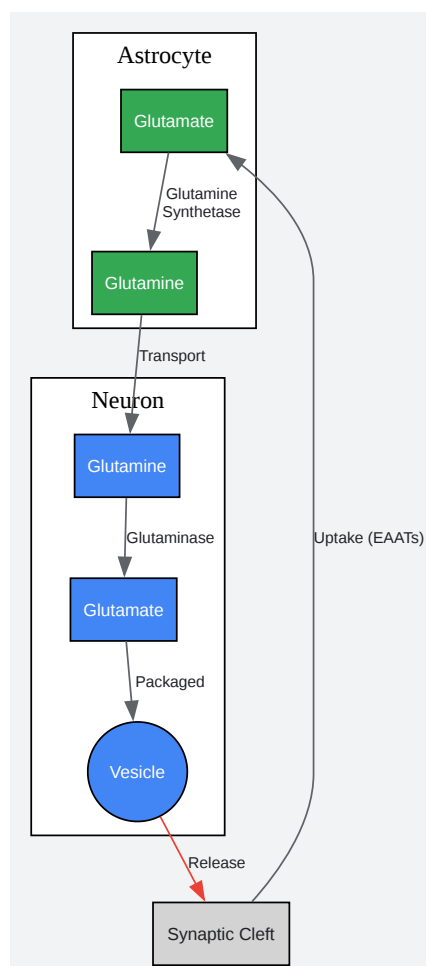 Astrocyte
Glutamate
Glutamine
Synthetase
Glutamine
Transport
Neuron
Glutamine
Glutaminase
Uptake (EAATs)
Glutamate
Packaged
Vesicle
Release
Synaptic Cleft